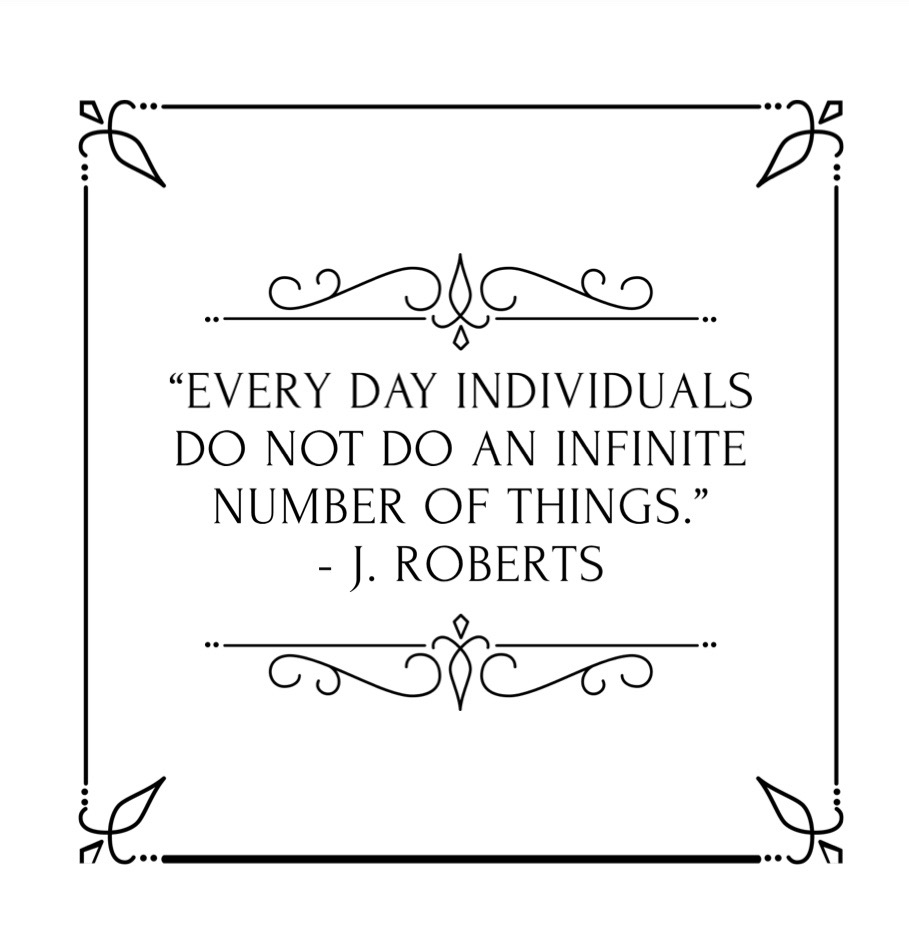 “EVERY DAY INDIVIDUALS
DO NOT DO AN INFINITE
NUMBER OF THINGS.”
- J. ROBERTS